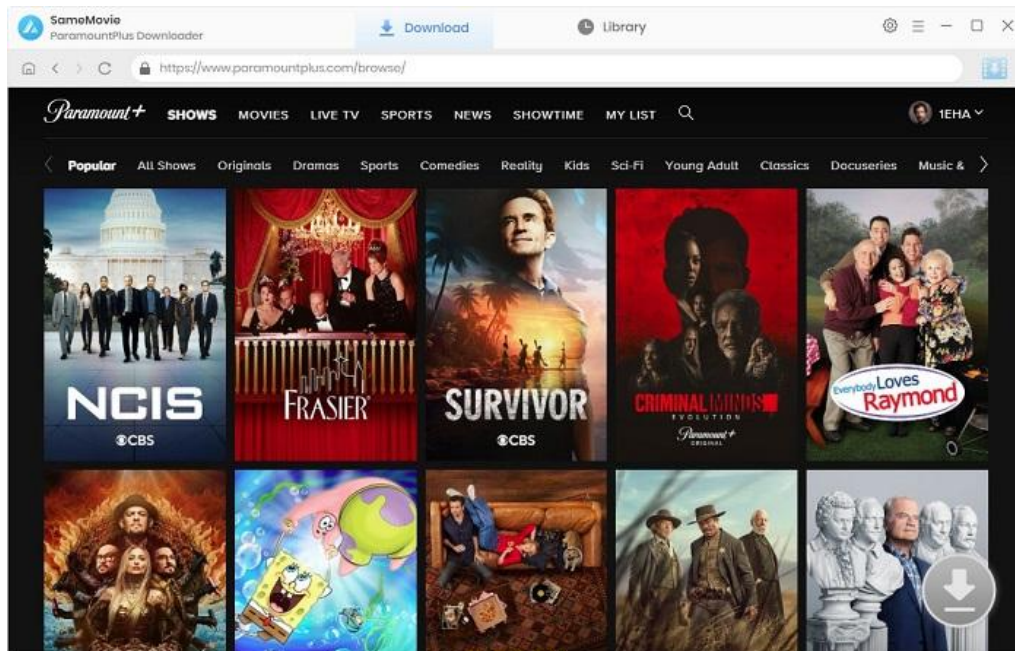 SameMovie
ParamountPlus Downloader
Download
Library
https://www.paramountplus.com/browse/
Paramount+ SHOWS MOVIES LIVE TV SPORTS NEWS SHOWTIME MY LIST 1EHA
Popular All Shows Originals Dramas Sports Comedies Reality Kids Sci-Fi Young Adult Classics Docuseries Music &
NCIS
CBS
FRASIER
SURVIVOR
CBS
CRIMINAL MINDS
EVOLUTION
Paramount+
ORIGINAL
Everybody Loves
Raymond